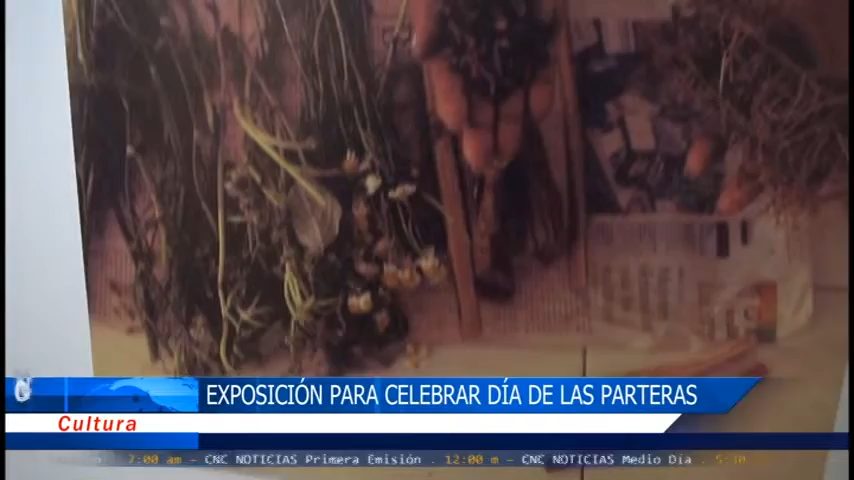 EXPOSICIÓN PARA CELEBRAR DÍA DE LAS PARTERAS
Cultura
7:00 am - CNC NOTICIAS Primera Emisión . 12:00 m - CNC NOTICIAS Medio Día . 5:30